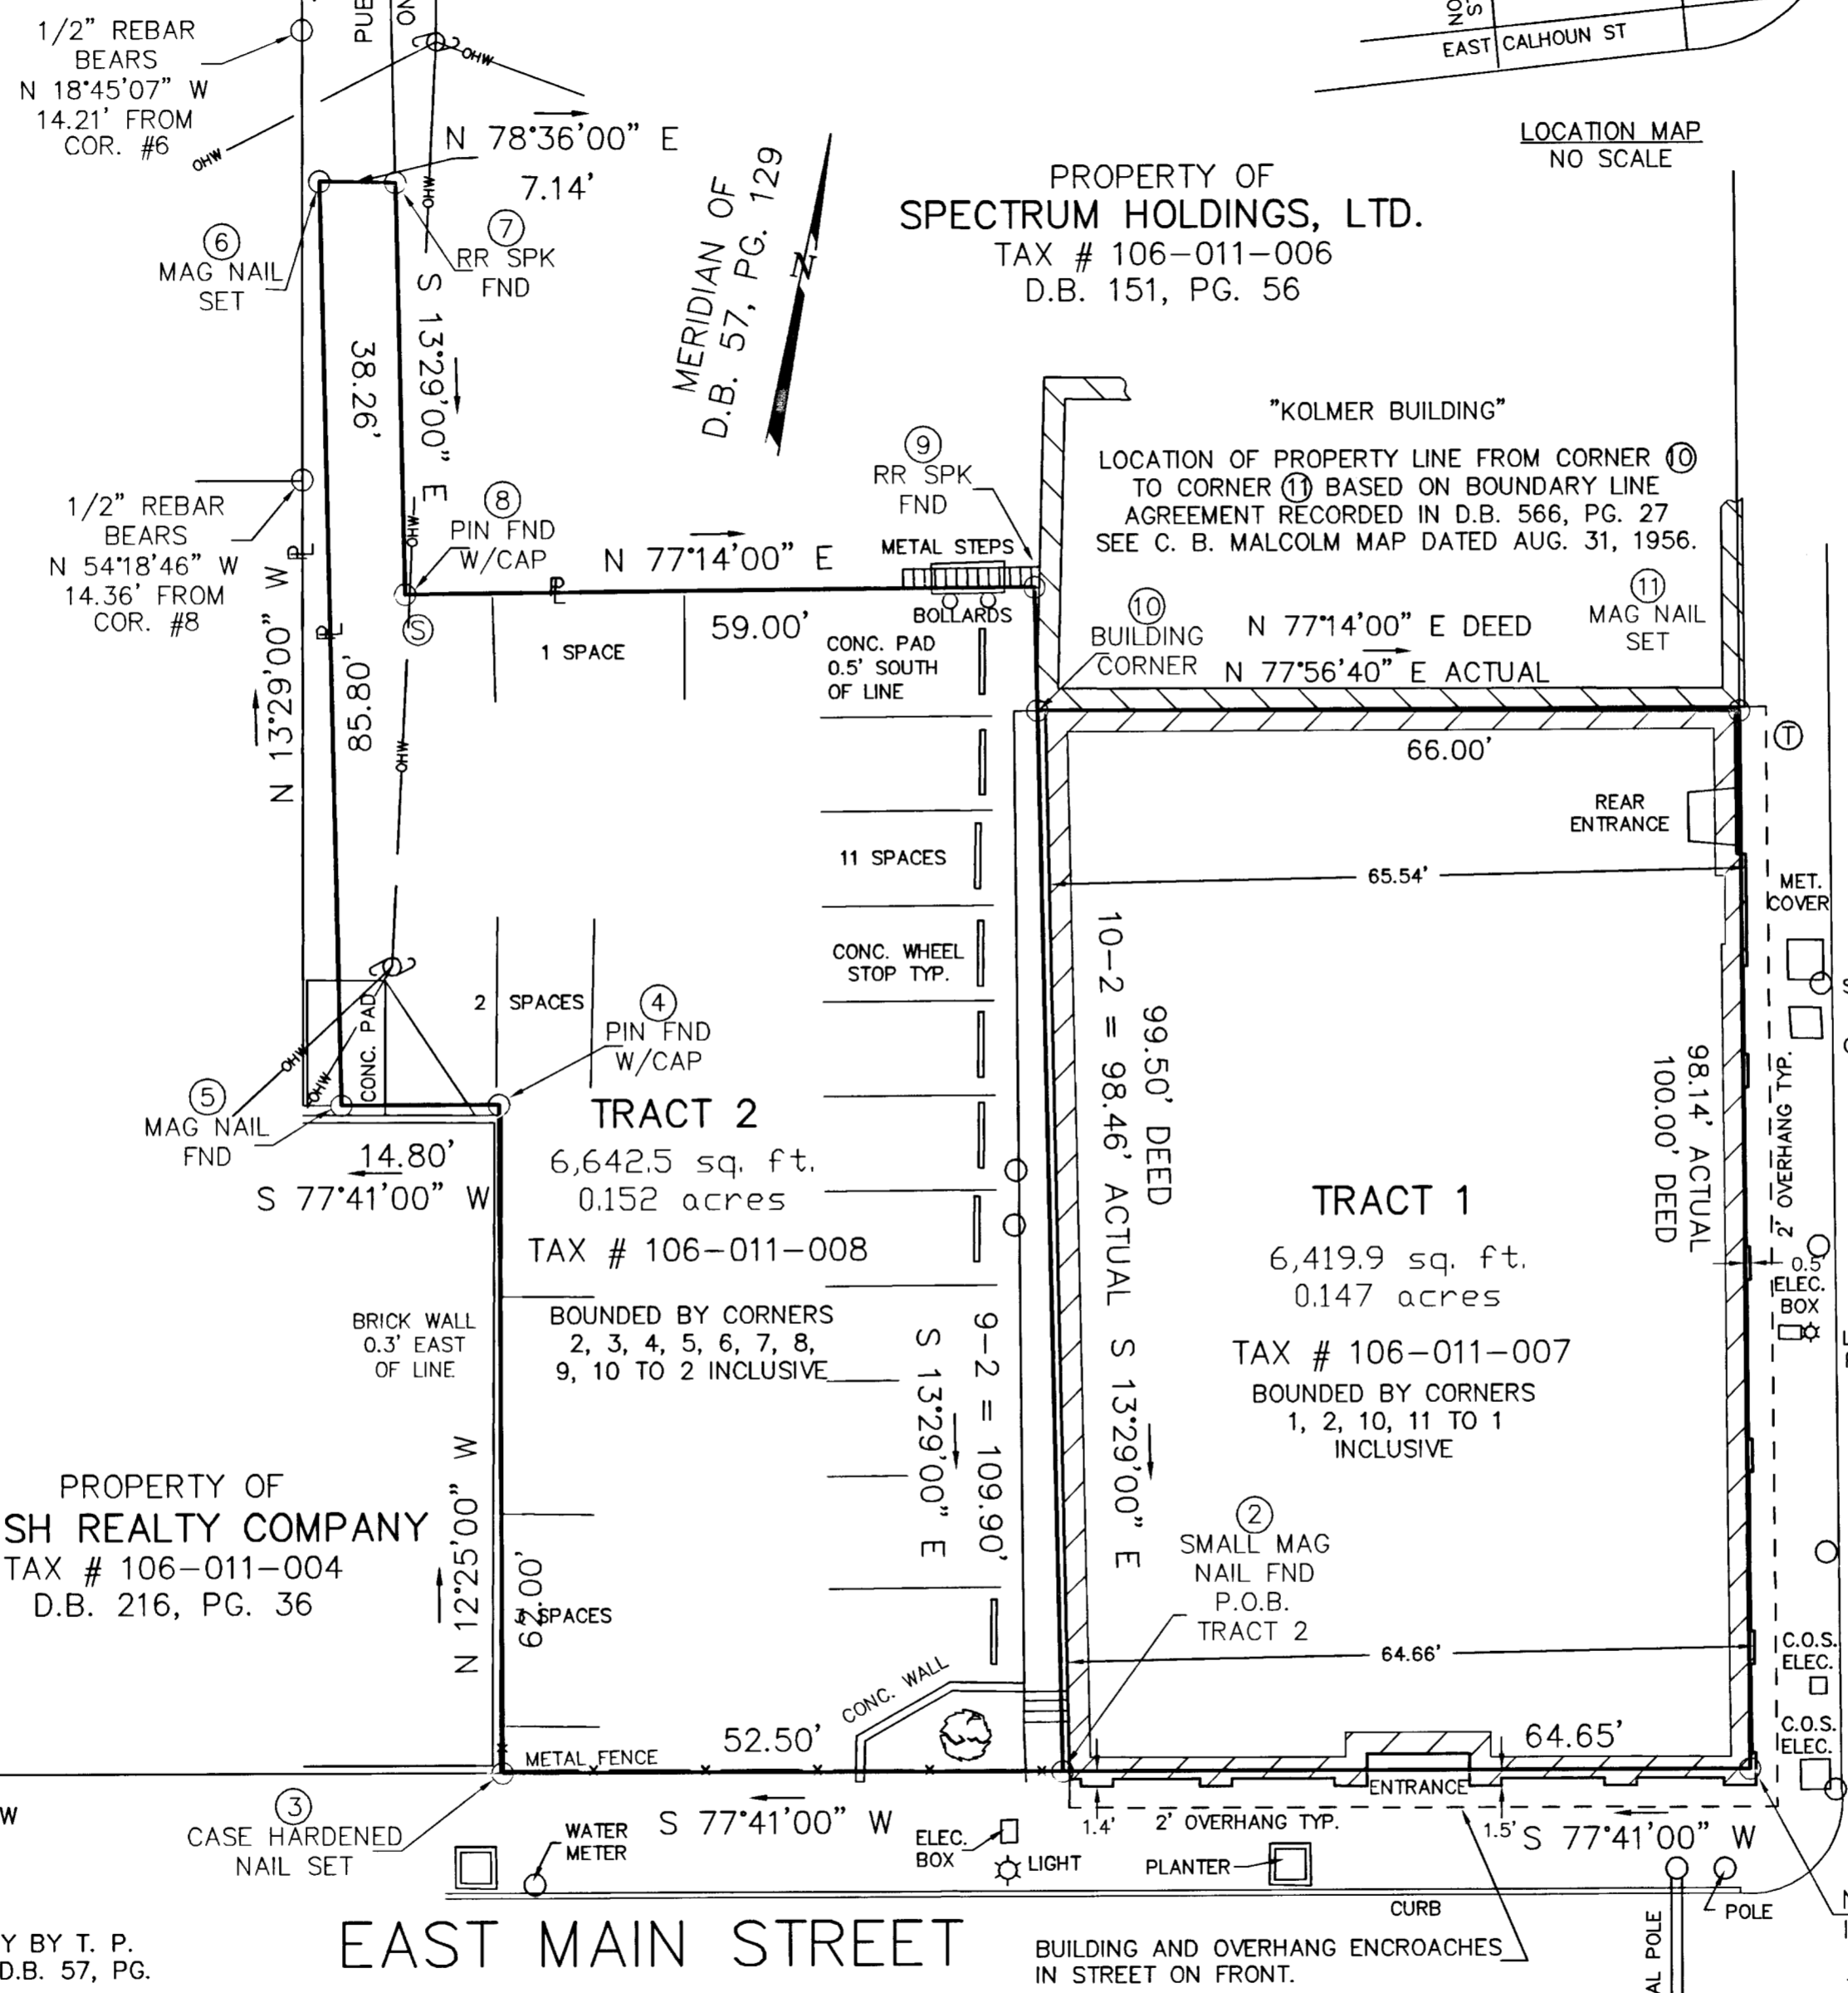 1/2" REBAR
BEARS
N 18°45'07" W
14.21' FROM
COR. #6
OHW
OHW
N 78°36'00" E
7.14'
6
MAG NAIL
SET
7
RR SPK
FND
OHW
S 13°29'00" E
38.26'
MERIDIAN OF
D.B. 57, PG. 129
N
EAST CALHOUN ST
LOCATION MAP
NO SCALE
PROPERTY OF
SPECTRUM HOLDINGS, LTD.
TAX # 106-011-006
D.B. 151, PG. 56
"KOLMER BUILDING"
LOCATION OF PROPERTY LINE FROM CORNER 10
TO CORNER 11 BASED ON BOUNDARY LINE
AGREEMENT RECORDED IN D.B. 566, PG. 27
SEE C. B. MALCOLM MAP DATED AUG. 31, 1956.
9
RR SPK
FND
1/2" REBAR
BEARS
N 54°18'46" W
14.36' FROM
COR. #8
PL
PL
N 13°29'00" W
85.80'
8
PIN FND
W/CAP
OHW
S
N 77°14'00" E
59.00'
PL
1 SPACE
METAL STEPS
BOLLARDS
CONC. PAD
0.5' SOUTH
OF LINE
10
BUILDING
CORNER
N 77°14'00" E DEED
N 77°56'40" E ACTUAL
11
MAG NAIL
SET
66.00'
T
REAR
ENTRANCE
OHW
11 SPACES
65.54'
MET.
COVER
CONC. WHEEL
STOP TYP.
2 SPACES
4
PIN FND
W/CAP
CONC. PAD
OHW
OHW
5
MAG NAIL
FND
14.80'
S 77°41'00" W
TRACT 2
6,642.5 sq. ft.
0.152 acres
TAX # 106-011-008
BOUNDED BY CORNERS
2, 3, 4, 5, 6, 7, 8,
9, 10 TO 2 INCLUSIVE
10-2 = 98.46' ACTUAL S 13°29'00" E
99.50' DEED
98.14' ACTUAL
100.00' DEED
2' OVERHANG TYP.
TRACT 1
6,419.9 sq. ft.
0.147 acres
TAX # 106-011-007
BOUNDED BY CORNERS
1, 2, 10, 11 TO 1
INCLUSIVE
0.5'
ELEC.
BOX
BRICK WALL
0.3' EAST
OF LINE
9-2 = 109.90'
S 13°29'00" E
PROPERTY OF
SH REALTY COMPANY
TAX # 106-011-004
D.B. 216, PG. 36
N 12°25'00" W
62.00'
3 SPACES
2
SMALL MAG
NAIL FND
P.O.B.
TRACT 2
64.66'
C.O.S.
ELEC.
C.O.S.
ELEC.
CONC. WALL
52.50'
METAL FENCE
64.65'
ENTRANCE
3
CASE HARDENED
NAIL SET
W
WATER
METER
S 77°41'00" W
ELEC.
BOX
LIGHT
1.4'
2' OVERHANG TYP.
1.5'
S 77°41'00" W
PLANTER
CURB
POLE
EAST MAIN STREET
BUILDING AND OVERHANG ENCROACHES
IN STREET ON FRONT.
Y BY T. P.
D.B. 57, PG.
AL POLE